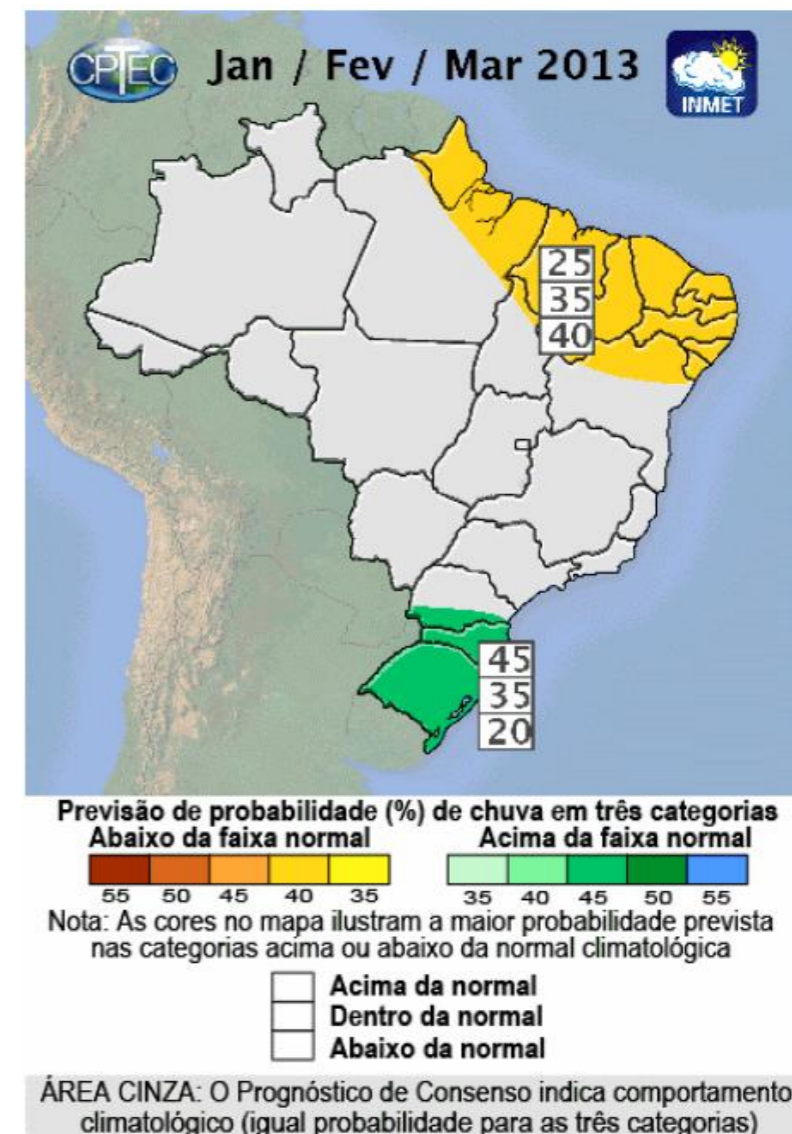 CPTEC Jan / Fev / Mar 2013 INMET
25
35
40
45
35
20
Previsão de probabilidade (%) de chuva em três categorias
Abaixo da faixa normal Acima da faixa normal
55 50 45 40 35 35 40 45 50 55
Nota: As cores no mapa ilustram a maior probabilidade prevista
nas categorias acima ou abaixo da normal climatológica
Acima da normal
Dentro da normal
Abaixo da normal
ÁREA CINZA: O Prognóstico de Consenso indica comportamento
climatológico (igual probabilidade para as três categorias)